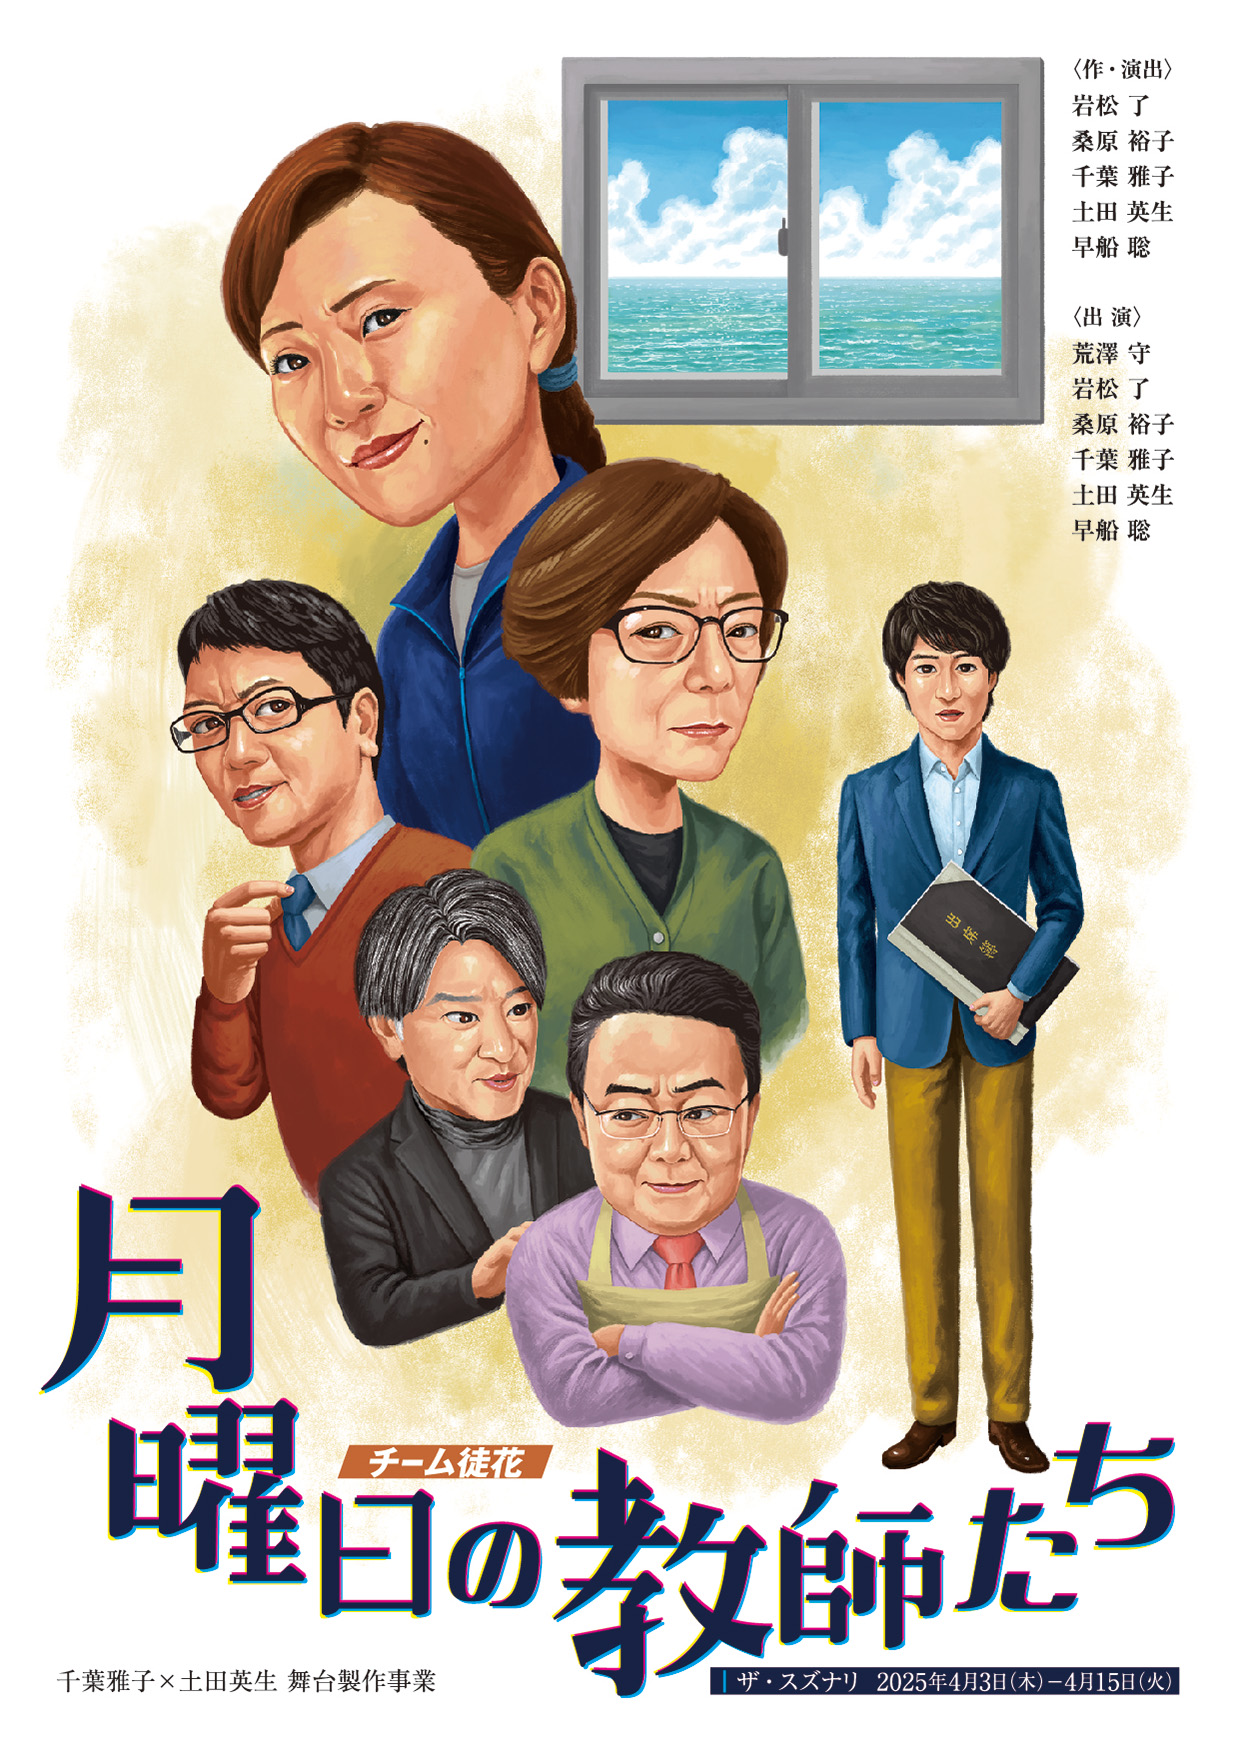 〈作・演出〉
岩松 了
桑原 裕子
千葉 雅子
土田 英生
早船 聡
〈出 演〉
荒澤 守
岩松 了
桑原 裕子
千葉 雅子
土田 英生
早船 聡
出席簿
チーム徒花
月曜日の教師たち
千葉雅子×土田英生 舞台製作事業
ザ・スズナリ 2025年4月3日(木)−4月15日(火)